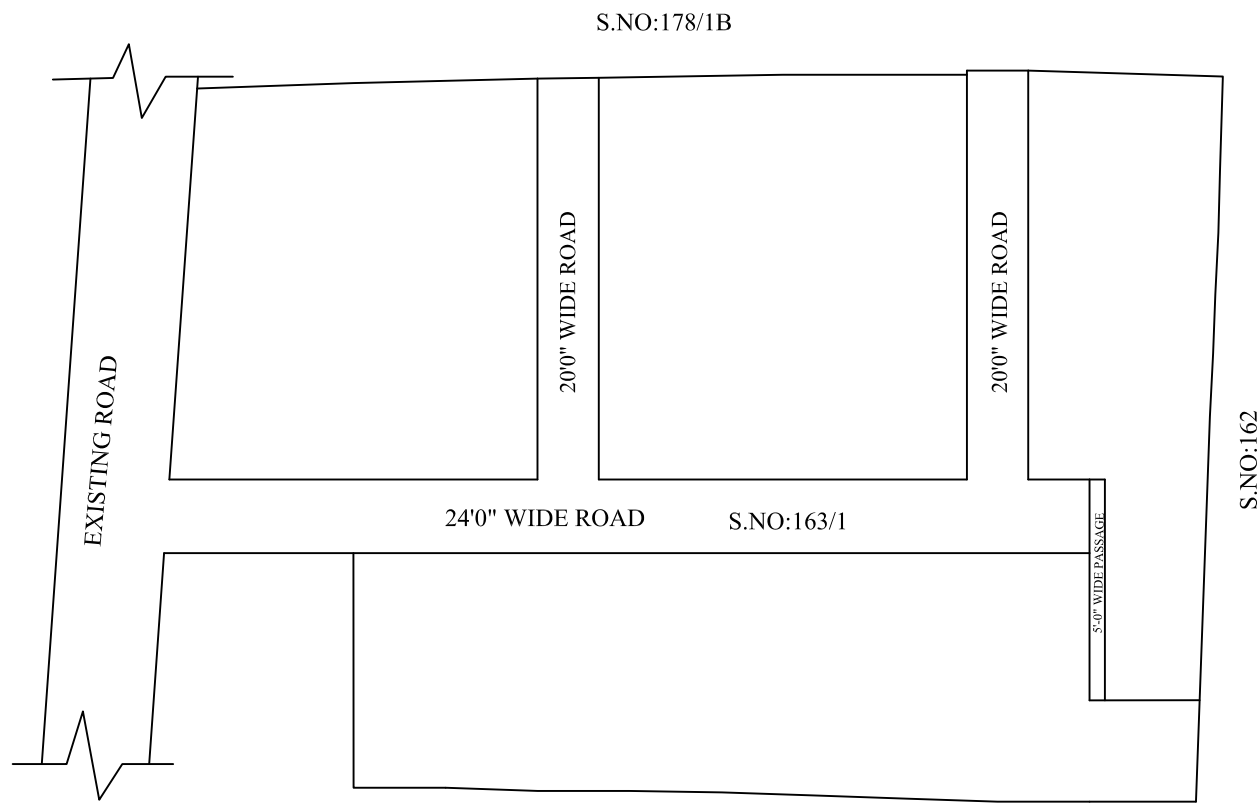 S.NO:178/1B
20'0" WIDE ROAD
20'0" WIDE ROAD
EXISTING ROAD
S.NO:162
24'0" WIDE ROAD
S.NO:163/1
5'-0" WIDE PASSAGE